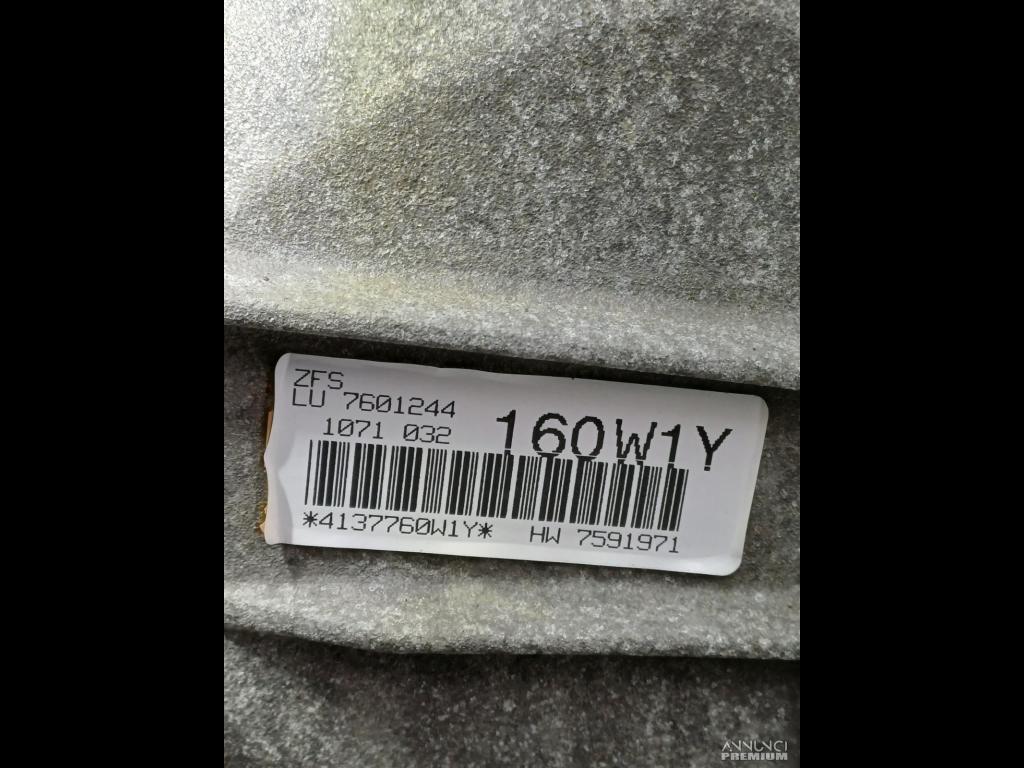 ZFS
LU 7601244
1071 032
160W1Y
*4137760W1Y* HW 7591971
ANNUNCI
PREMIUM